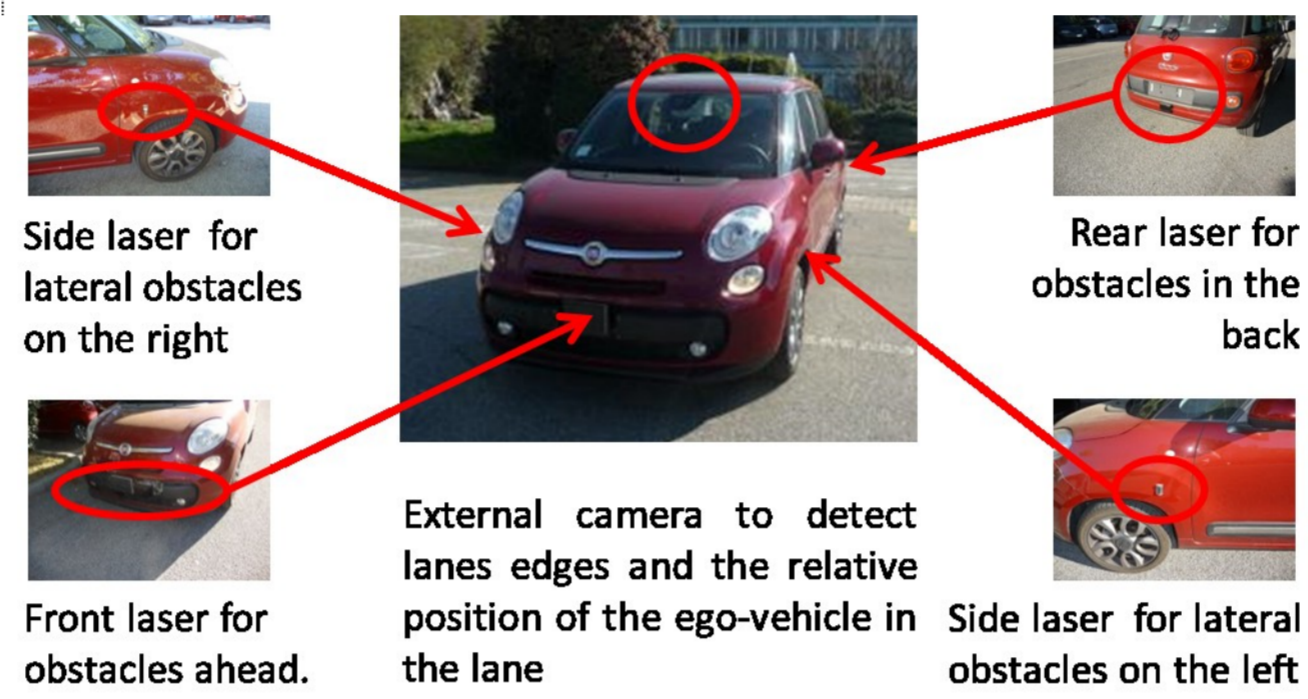 Side laser for
lateral obstacles
on the right
Rear laser for
obstacles in the
back
Front laser for
obstacles ahead.
External camera to detect
lanes edges and the relative
position of the ego-vehicle in
the lane
Side laser for lateral
obstacles on the left